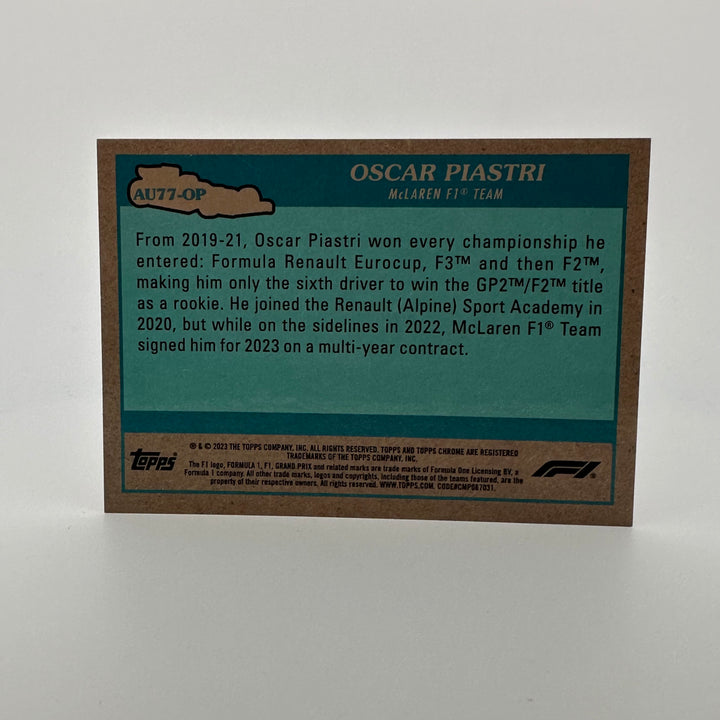 OSCAR PIASTRI
AU77-OP
McLAREN F1® TEAM
From 2019-21, Oscar Piastri won every championship he
entered: Formula Renault Eurocup, F3™ and then F2™,
making him only the sixth driver to win the GP2™/F2™ title
as a rookie. He joined the Renault (Alpine) Sport Academy in
2020, but while on the sidelines in 2022, McLaren F1® Team
signed him for 2023 on a multi-year contract.
® & © 2023 THE TOPPS COMPANY, INC. ALL RIGHTS RESERVED. TOPPS AND TOPPS CHROME ARE REGISTERED
TRADEMARKS OF THE TOPPS COMPANY, INC.
topps
The F1 logo, FORMULA 1, F1, GRAND PRIX and related marks are trade marks of Formula One Licensing BV, a
Formula 1 company. All other trade marks, logos and copyrights, including those of the teams featured, are the
property of their respective owners. All rights reserved. WWW.TOPPS.COM. CODE#CMP087031.
F1®